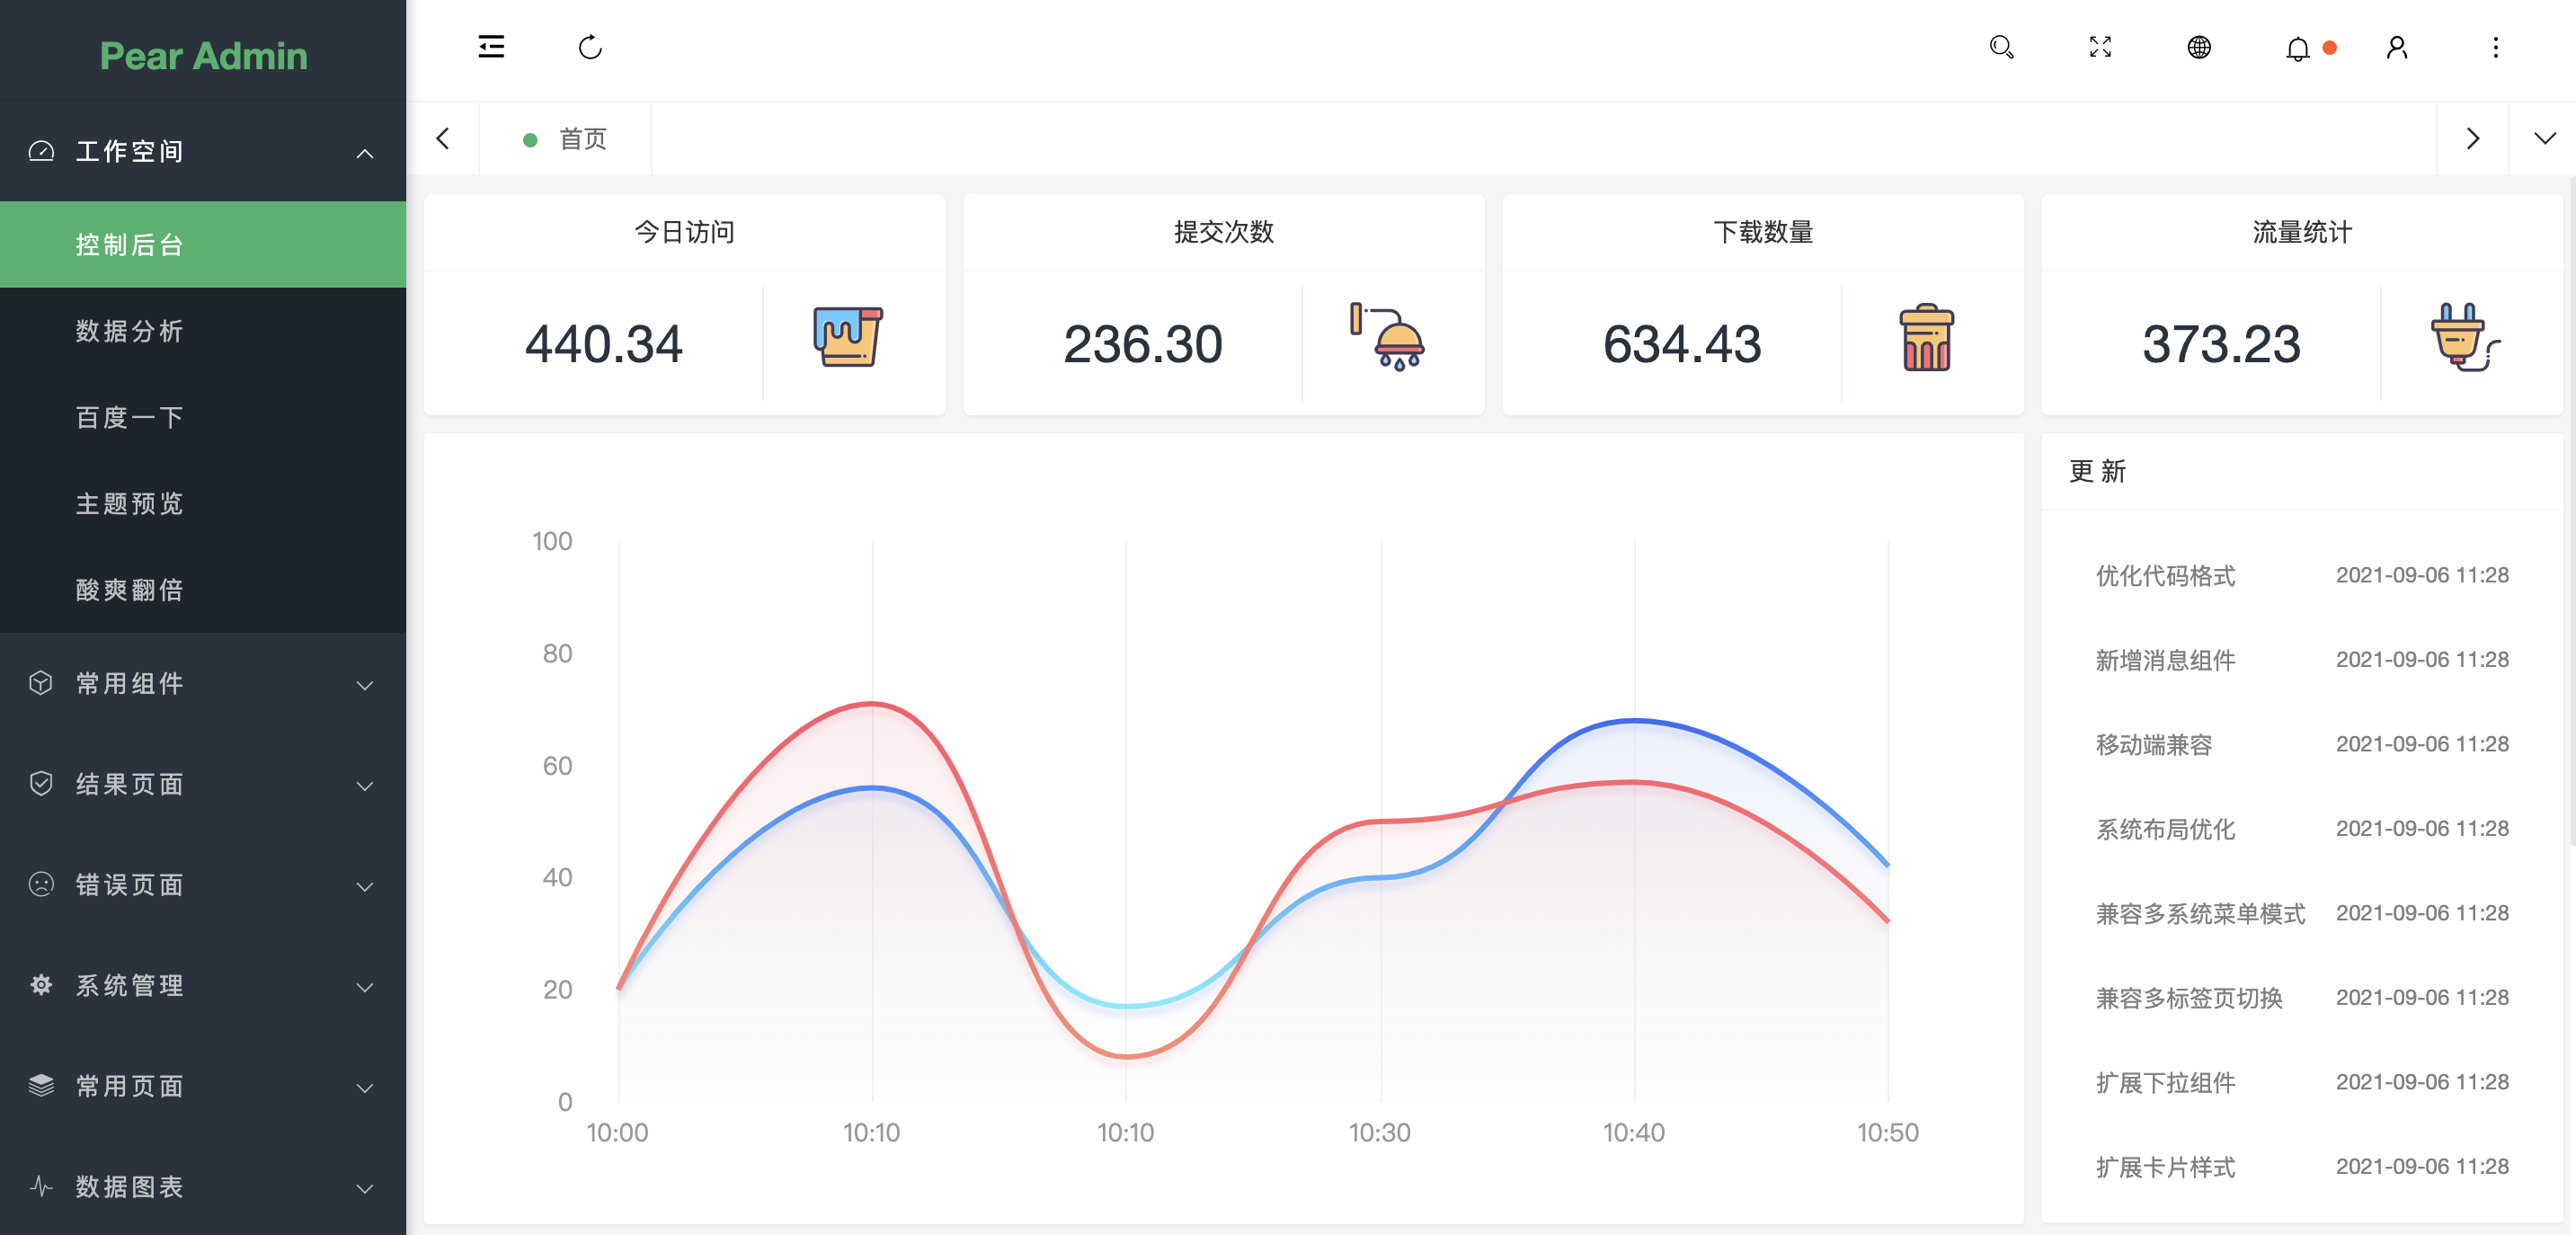 Pear Admin
工作空间
控制后台
数据分析
百度一下
主题预览
酸爽翻倍
常用组件
结果页面
错误页面
系统管理
常用页面
数据图表
首页
今日访问
440.34
提交次数
236.30
下载数量
634.43
流量统计
373.23
100
80
60
40
20
0
10:00 10:10 10:10 10:30 10:40 10:50
更 新
优化代码格式 2021-09-06 11:28
新增消息组件 2021-09-06 11:28
移动端兼容 2021-09-06 11:28
系统布局优化 2021-09-06 11:28
兼容多系统菜单模式 2021-09-06 11:28
兼容多标签页切换 2021-09-06 11:28
扩展下拉组件 2021-09-06 11:28
扩展卡片样式 2021-09-06 11:28